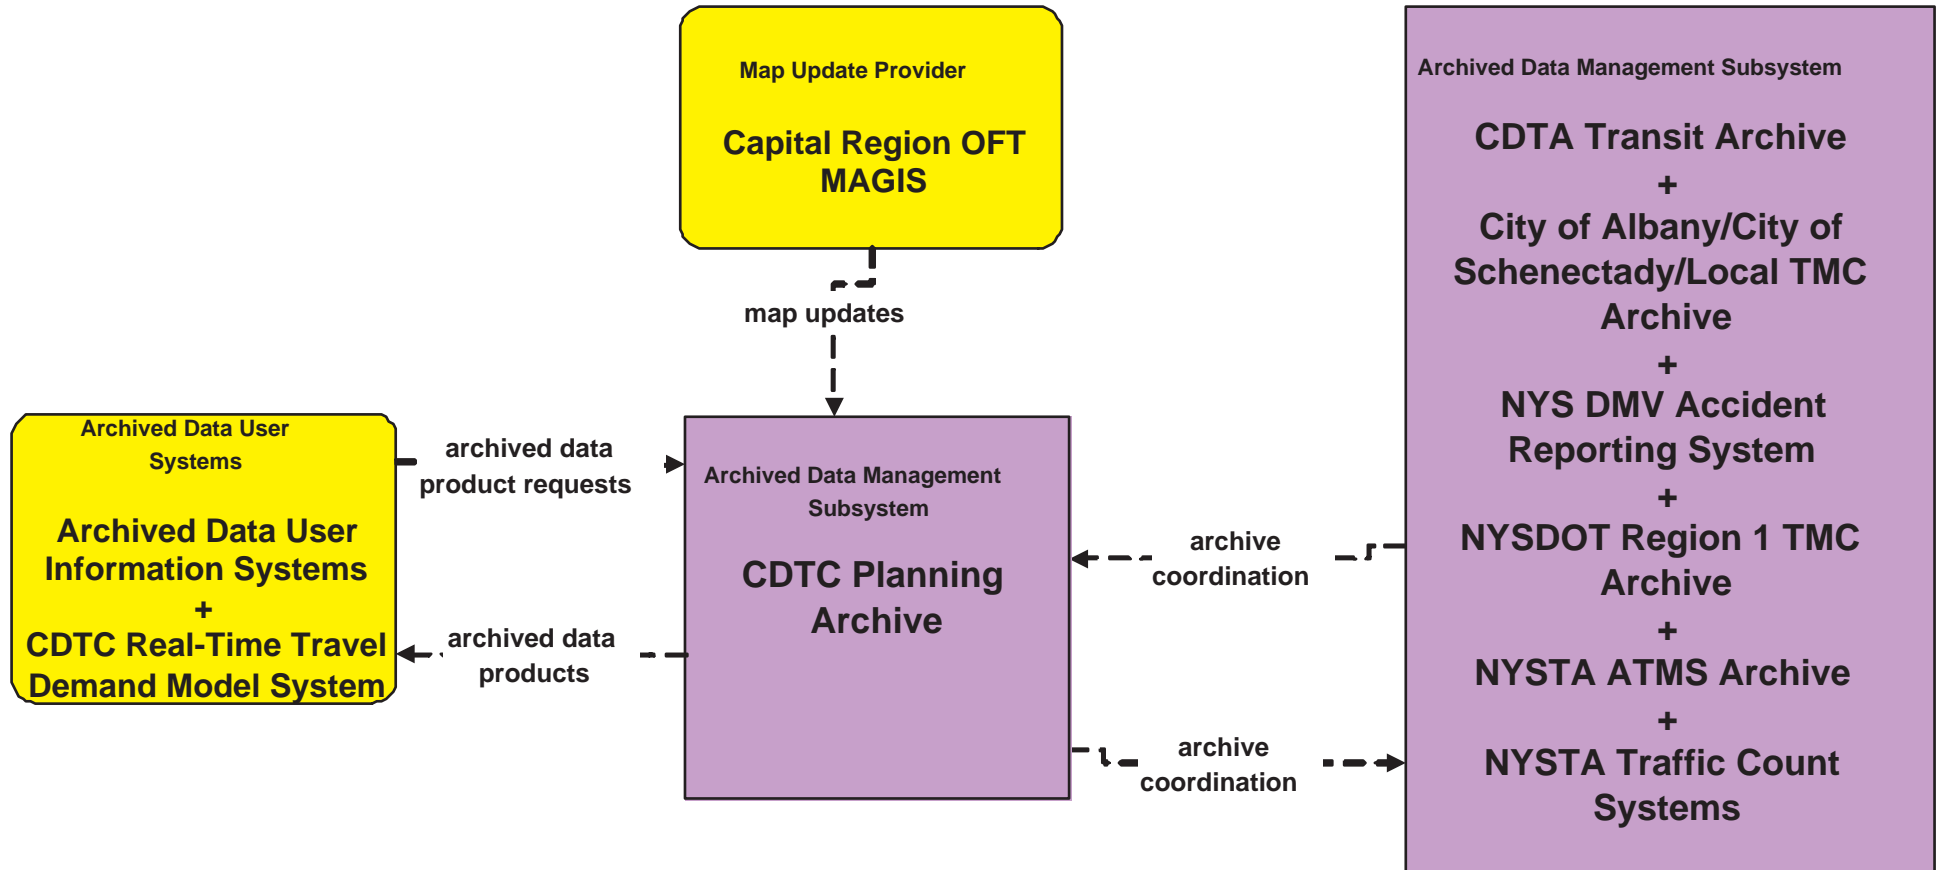 Map Update Provider
Capital Region OFT
MAGIS
map updates
Archived Data User
Systems
Archived Data User
Information Systems
+
CDTC Real-Time Travel
Demand Model System
archived data
product requests
archived data
products
Archived Data Management
Subsystem
CDTC Planning
Archive
archive
coordination
archive
coordination
Archived Data Management Subsystem
CDTA Transit Archive
+
City of Albany/City of
Schenectady/Local TMC
Archive
+
NYS DMV Accident
Reporting System
+
NYSDOT Region 1 TMC
Archive
+
NYSTA ATMS Archive
+
NYSTA Traffic Count
Systems